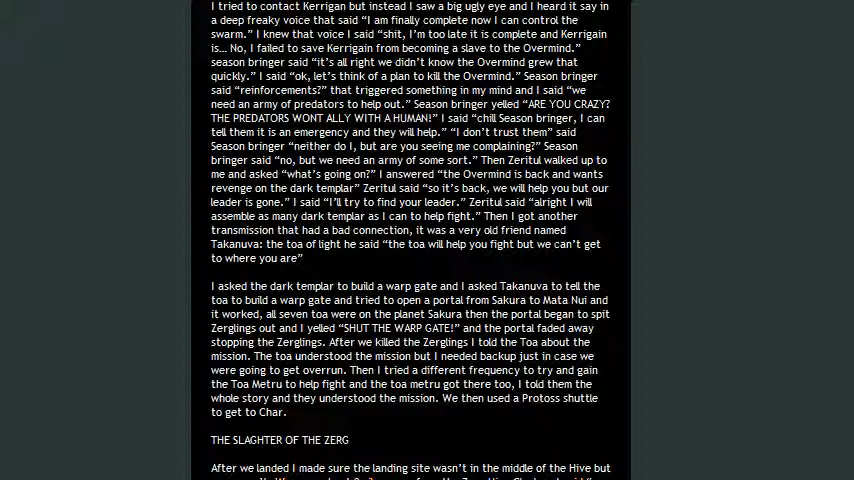 I tried to contact Kerrigan but instead I saw a big ugly eye and I heard it say in
a deep freaky voice that said “I am finally complete now I can control the
swarm.” I knew that voice I said “shit, I’m too late it is complete and Kerrigain
is... No, I failed to save Kerrigain from becoming a slave to the Overmind.”
season bringer said “it’s all right we didn’t know the Overmind grew that
quickly.” I said “ok, let’s think of a plan to kill the Overmind.” Season bringer
said “reinforcements?” that triggered something in my mind and I said “we
need an army of predators to help out.” Season bringer yelled “ARE YOU CRAZY?
THE PREDATORS WONT ALLY WITH A HUMAN!” I said “chill Season bringer, I can
tell them it is an emergency and they will help.” “I don’t trust them” said
Season bringer “neither do I, but are you seeing me complaining?” Season
bringer said “no, but we need an army of some sort.” Then Zeritul walked up to
me and asked “what’s going on?” I answered “the Overmind is back and wants
revenge on the dark templar” Zeritul said “so it’s back, we will help you but our
leader is gone.” I said “I’ll try to find your leader.” Zeritul said “alright I will
assemble as many dark templar as I can to help fight.” Then I got another
transmission that had a bad connection, it was a very old friend named
Takanuva: the toa of light he said “the toa will help you fight but we can’t get
to where you are”
I asked the dark templar to build a warp gate and I asked Takanuva to tell the
toa to build a warp gate and tried to open a portal from Sakura to Mata Nui and
it worked, all seven toa were on the planet Sakura then the portal began to spit
Zerglings out and I yelled “SHUT THE WARP GATE!” and the portal faded away
stopping the Zerglings. After we killed the Zerglings I told the Toa about the
mission. The toa understood the mission but I needed backup just in case we
were going to get overrun. Then I tried a different frequency to try and gain
the Toa Metru to help fight and the toa metru got there too, I told them the
whole story and they understood the mission. We then used a Protoss shuttle
to get to Char.
THE SLAGHTER OF THE ZERG
After we landed I made sure the landing site wasn’t in the middle of the Hive but